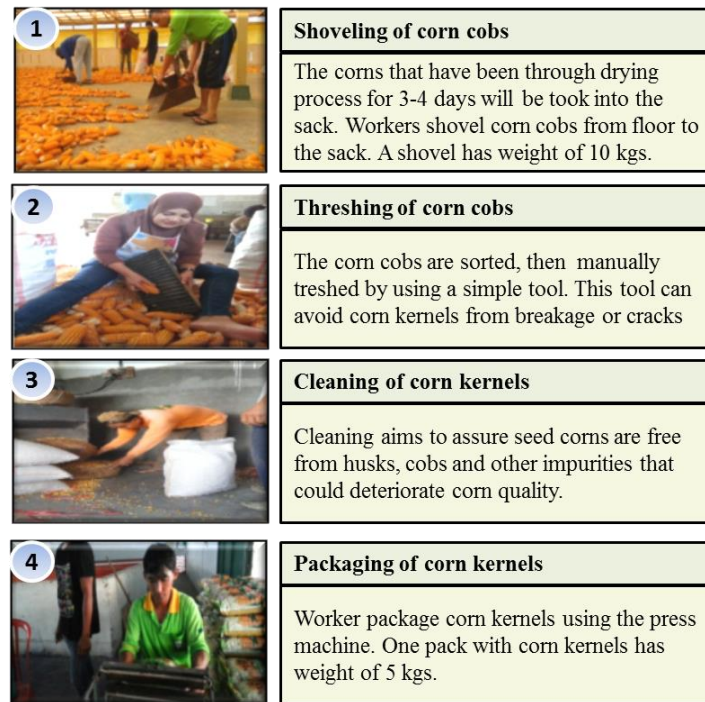 1
Shoveling of corn cobs
The corns that have been through drying
process for 3-4 days will be took into the
sack. Workers shovel corn cobs from floor to
the sack. A shovel has weight of 10 kgs.
2
Threshing of corn cobs
The corn cobs are sorted, then manually
treshed by using a simple tool. This tool can
avoid corn kernels from breakage or cracks
3
Cleaning of corn kernels
Cleaning aims to assure seed corns are free
from husks, cobs and other impurities that
could deteriorate corn quality.
4
Packaging of corn kernels
Worker package corn kernels using the press
machine. One pack with corn kernels has
weight of 5 kgs.